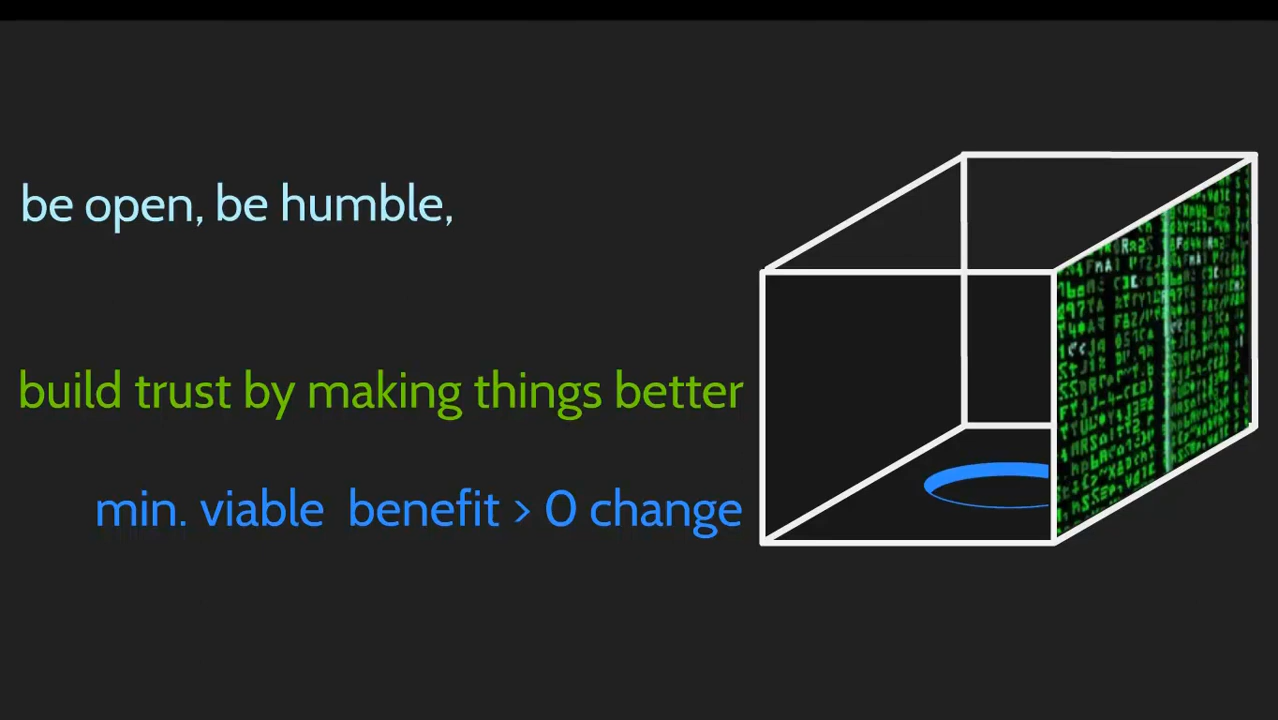 be open, be humble,
build trust by making things better
min. viable benefit > 0 change